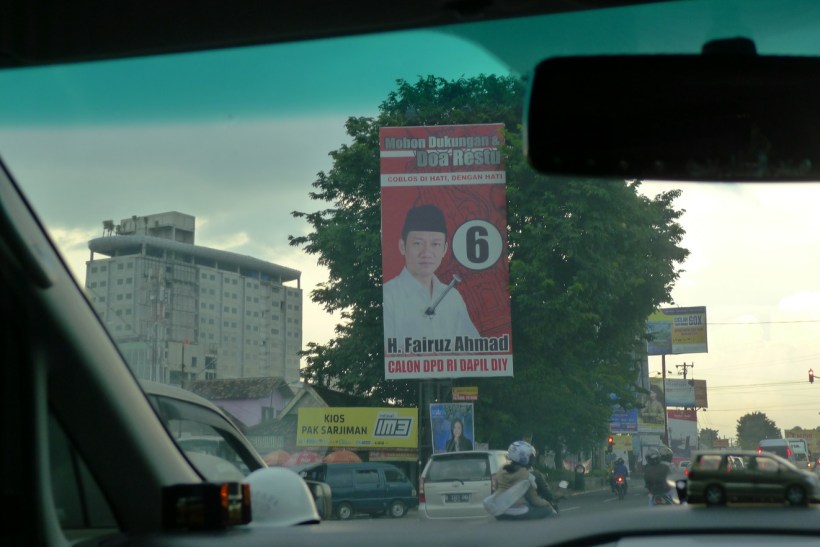 Mohon Dukungan &
Doa Restu
COBLOS DI HATI, DENGAN HATI
6
H. Fairuz Ahmad
CALON DPD RI DAPIL DIY
KIOS
PAK SARJIMAN
IM3